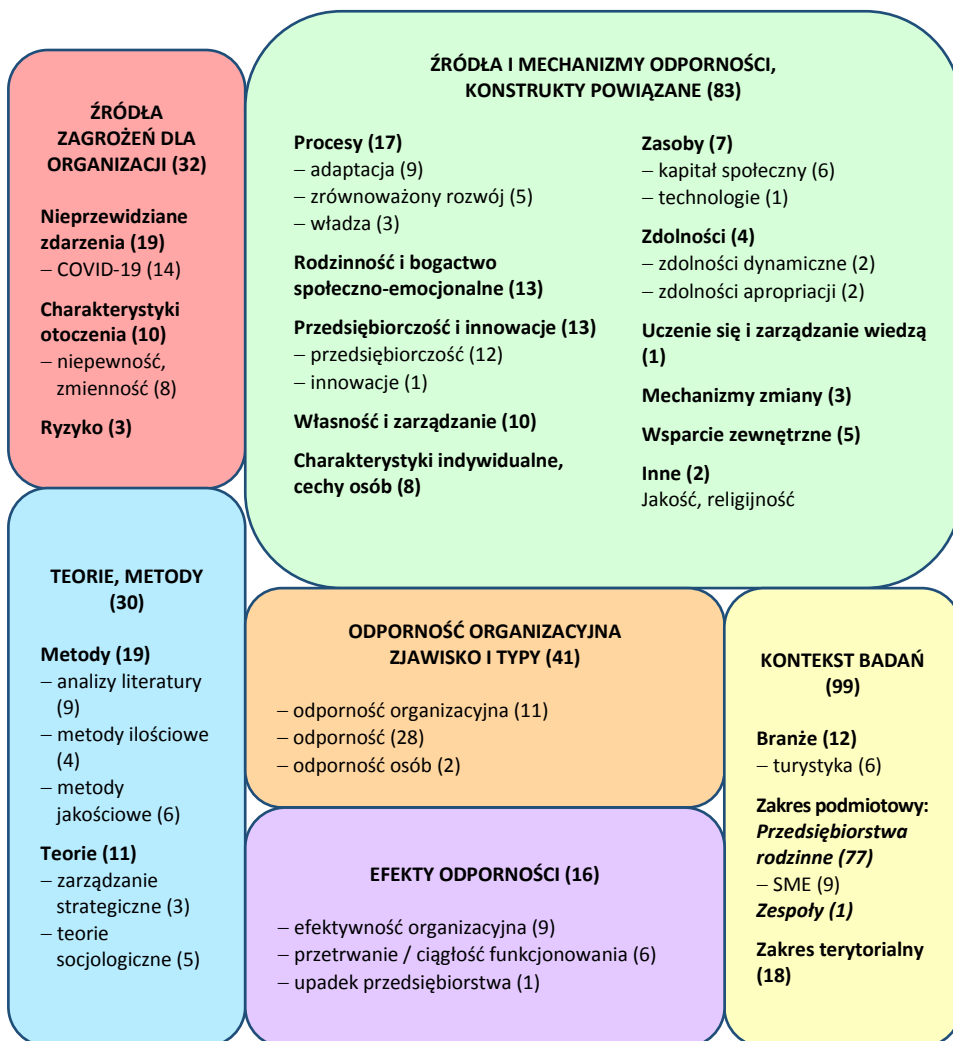 ŹRÓDŁA
ZAGROŻEŃ DLA
ORGANIZACJI (32)
Nieprzewidziane
zdarzenia (19)
– COVID-19 (14)
Charakterystyki
otoczenia (10)
– niepewność,
zmienność (8)
Ryzyko (3)
ŹRÓDŁA I MECHANIZMY ODPORNOŚCI,
KONSTRUKTY POWIĄZANE (83)
Procesy (17)
– adaptacja (9)
– zrównoważony rozwój (5)
– władza (3)
Rodzinność i bogactwo
społeczno-emocjonalne (13)
Przedsiębiorczość i innowacje (13)
– przedsiębiorczość (12)
– innowacje (1)
Własność i zarządzanie (10)
Charakterystyki indywidualne,
cechy osób (8)
Zasoby (7)
– kapitał społeczny (6)
– technologie (1)
Zdolności (4)
– zdolności dynamiczne (2)
– zdolności apropriacji (2)
Uczenie się i zarządzanie wiedzą
(1)
Mechanizmy zmiany (3)
Wsparcie zewnętrzne (5)
Inne (2)
Jakość, religijność
TEORIE, METODY
(30)
Metody (19)
– analizy literatury
(9)
– metody ilościowe
(4)
– metody
jakościowe (6)
Teorie (11)
– zarządzanie
strategiczne (3)
– teorie
socjologiczne (5)
ODPORNOŚĆ ORGANIZACYJNA
ZJAWISKO I TYPY (41)
– odporność organizacyjna (11)
– odporność (28)
– odporność osób (2)
EFEKTY ODPORNOŚCI (16)
– efektywność organizacyjna (9)
– przetrwanie / ciągłość funkcjonowania (6)
– upadek przedsiębiorstwa (1)
KONTEKST BADAŃ
(99)
Branże (12)
– turystyka (6)
Zakres podmiotowy:
Przedsiębiorstwa
rodzinne (77)
– SME (9)
Zespoły (1)
Zakres terytorialny
(18)